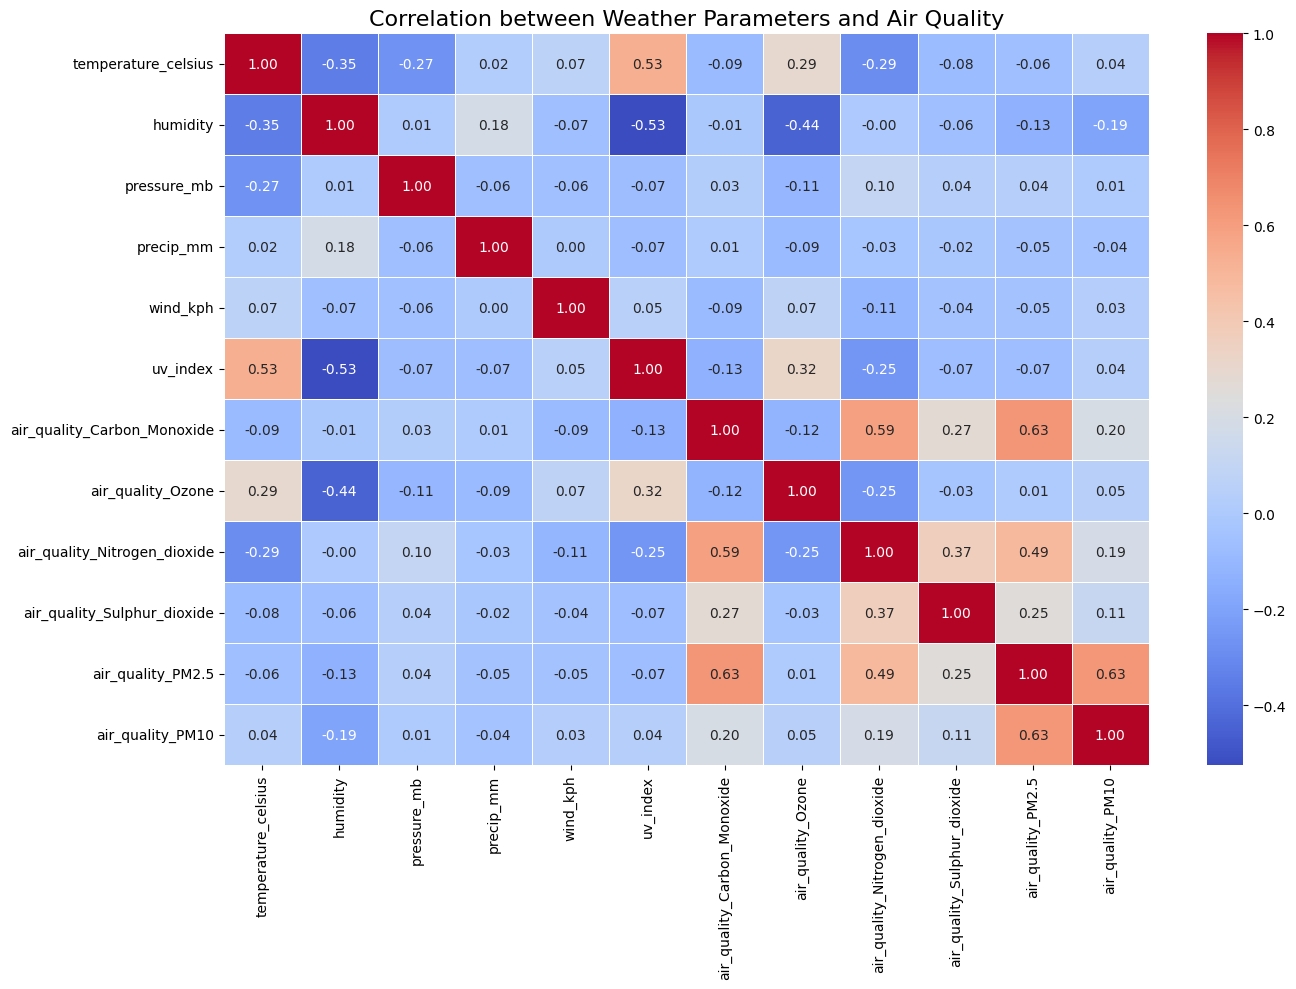 Correlation between Weather Parameters and Air Quality
temperature_celsius 1.00 -0.35 -0.27 0.02 0.07 0.53 -0.09 0.29 -0.29 -0.08 -0.06 0.04
humidity -0.35 1.00 0.01 0.18 -0.07 -0.53 -0.01 -0.44 -0.00 -0.06 -0.13 -0.19
pressure_mb -0.27 0.01 1.00 -0.06 -0.06 -0.07 0.03 -0.11 0.10 0.04 0.04 0.01
precip_mm 0.02 0.18 -0.06 1.00 0.00 -0.07 0.01 -0.09 -0.03 -0.02 -0.05 -0.04
wind_kph 0.07 -0.07 -0.06 0.00 1.00 0.05 -0.09 0.07 -0.11 -0.04 -0.05 0.03
uv_index 0.53 -0.53 -0.07 -0.07 0.05 1.00 -0.13 0.32 -0.25 -0.07 -0.07 0.04
air_quality_Carbon_Monoxide -0.09 -0.01 0.03 0.01 -0.09 -0.13 1.00 -0.12 0.59 0.27 0.63 0.20
air_quality_Ozone 0.29 -0.44 -0.11 -0.09 0.07 0.32 -0.12 1.00 -0.25 -0.03 0.01 0.05
air_quality_Nitrogen_dioxide -0.29 -0.00 0.10 -0.03 -0.11 -0.25 0.59 -0.25 1.00 0.37 0.49 0.19
air_quality_Sulphur_dioxide -0.08 -0.06 0.04 -0.02 -0.04 -0.07 0.27 -0.03 0.37 1.00 0.25 0.11
air_quality_PM2.5 -0.06 -0.13 0.04 -0.05 -0.05 -0.07 0.63 0.01 0.49 0.25 1.00 0.63
air_quality_PM10 0.04 -0.19 0.01 -0.04 0.03 0.04 0.20 0.05 0.19 0.11 0.63 1.00
temperature_celsius
humidity
pressure_mb
precip_mm
wind_kph
uv_index
air_quality_Carbon_Monoxide
air_quality_Ozone
air_quality_Nitrogen_dioxide
air_quality_Sulphur_dioxide
air_quality_PM2.5
air_quality_PM10
1.0
0.8
0.6
0.4
0.2
0.0
−0.2
−0.4